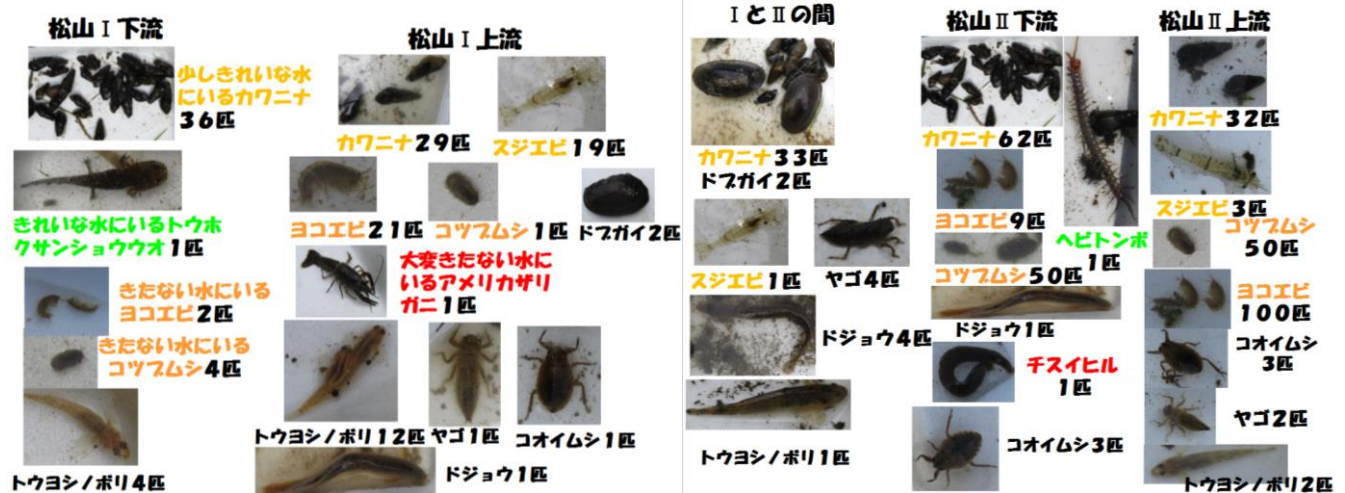 松山Ⅰ下流
少しきれいな水
にいるカワニナ
36匹
きれいな水にいるトウホ
クサンショウウオ1匹
きたない水にいる
ヨコエビ2匹
きたない水にいる
コツブムシ4匹
トウヨシノボリ4匹
松山Ⅰ上流
カワニナ29匹
スジエビ19匹
ヨコエビ21匹
コツブムシ1匹
ドブガイ2匹
大変きたない水に
いるアメリカザリ
ガニ1匹
トウヨシノボリ12匹
ヤゴ1匹
コオイムシ1匹
ドジョウ1匹
ⅠとⅡの間
カワニナ33匹
ドブガイ2匹
スジエビ1匹
ヤゴ4匹
ドジョウ4匹
トウヨシノボリ1匹
松山Ⅱ下流
カワニナ62匹
ヨコエビ9匹
ヘビトンボ
1匹
コツブムシ50匹
ドジョウ1匹
チスイヒル
1匹
コオイムシ3匹
松山Ⅱ上流
カワニナ32匹
スジエビ3匹
コツブムシ
50匹
ヨコエビ
100匹
コオイムシ
3匹
ヤゴ2匹
トウヨシノボリ2匹